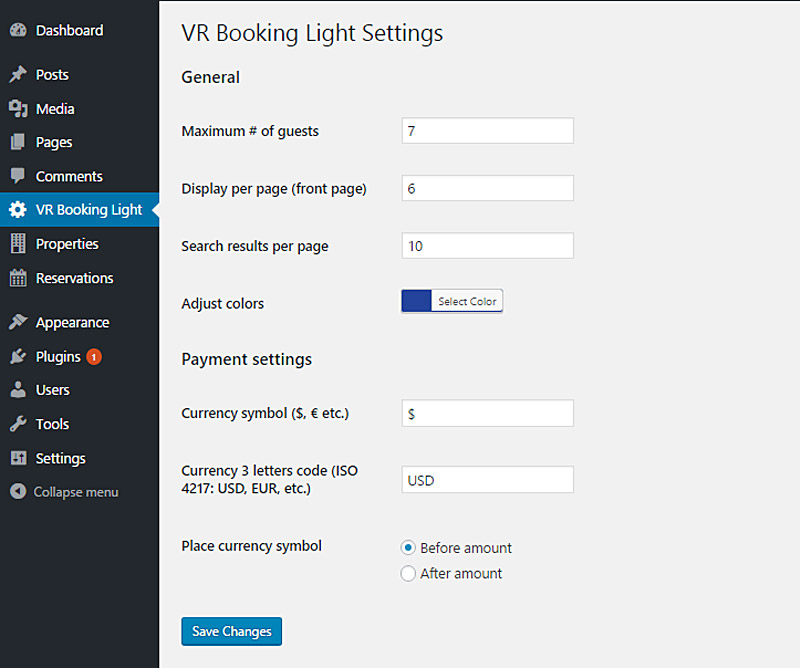 Dashboard
Posts
Media
Pages
Comments
VR Booking Light
Properties
Reservations
Appearance
Plugins 1
Users
Tools
Settings
Collapse menu
VR Booking Light Settings
General
Maximum # of guests
7
Display per page (front page)
6
Search results per page
10
Adjust colors
Select Color
Payment settings
Currency symbol ($, € etc.)
$
Currency 3 letters code (ISO
4217: USD, EUR, etc.)
USD
Place currency symbol
Before amount
After amount
Save Changes